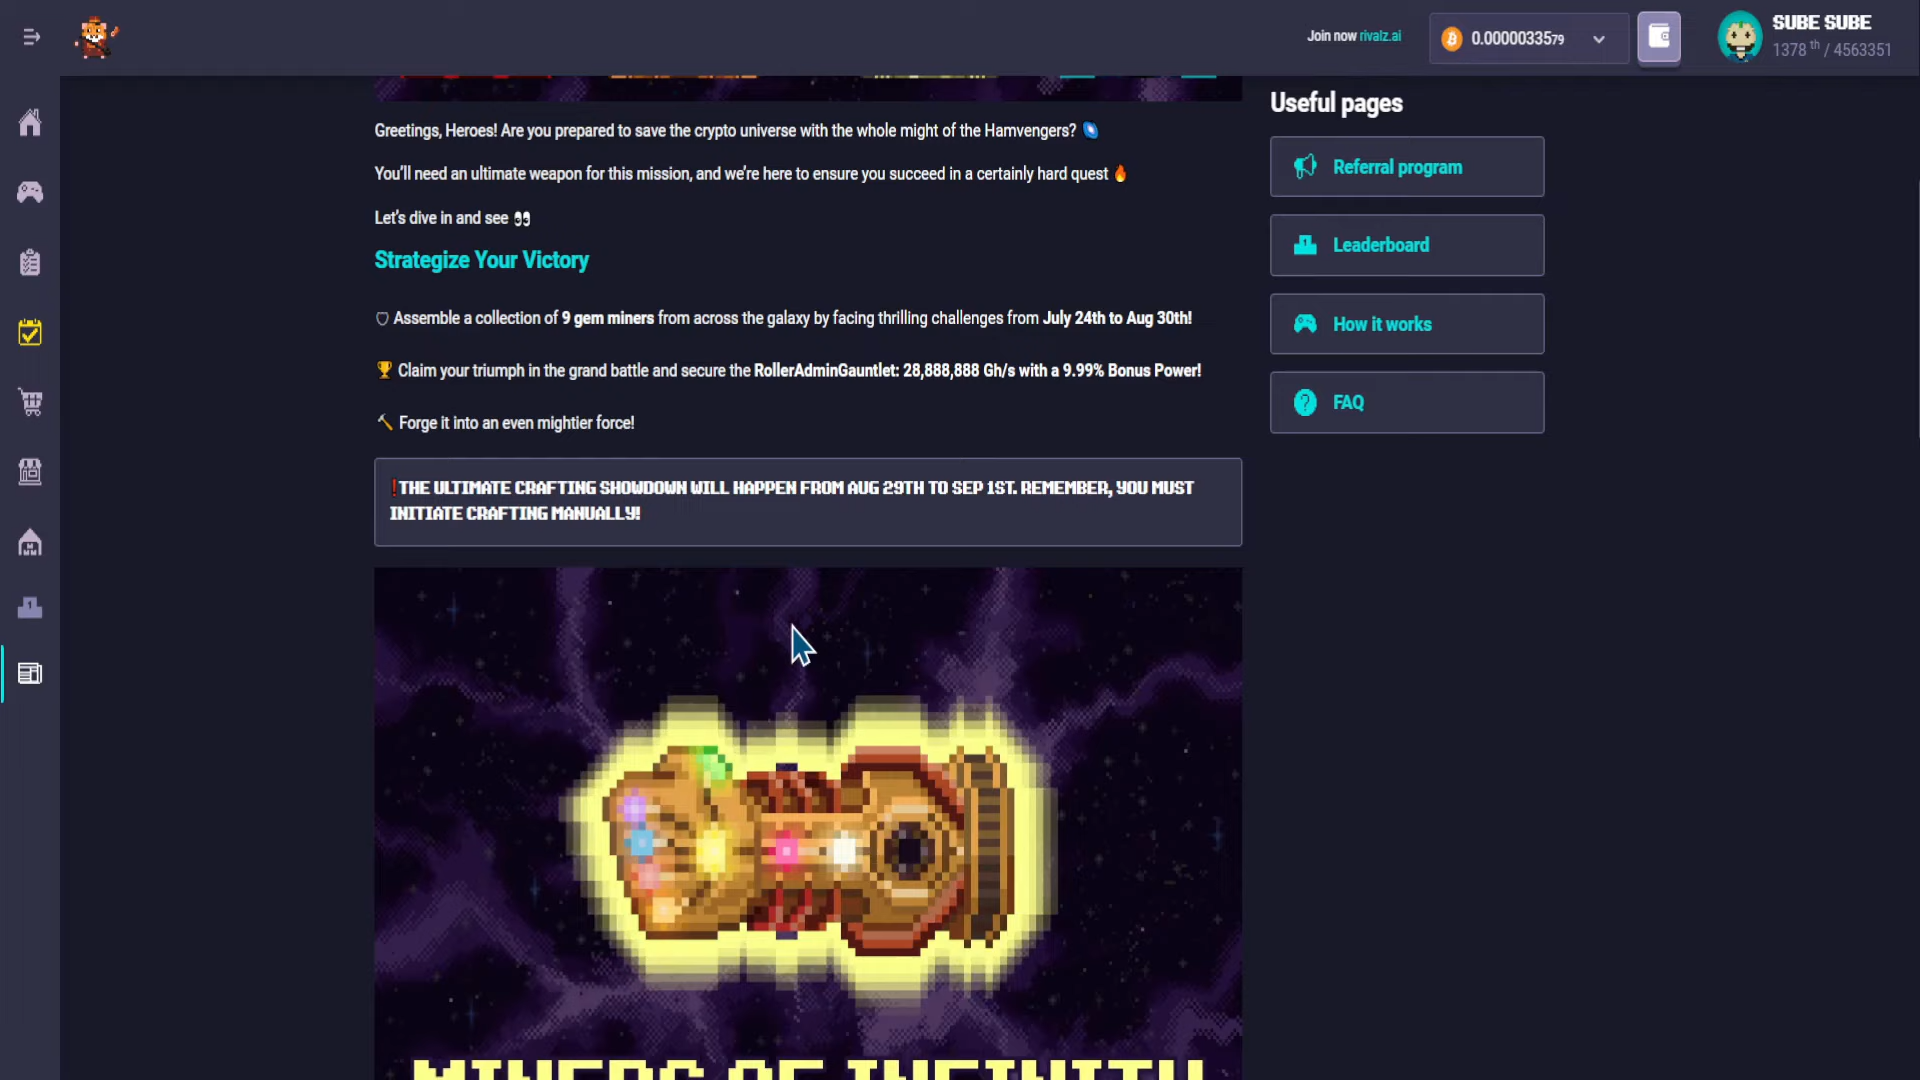 Join now rivalz.ai
0.0000033579
SUBE SUBE
1378 th / 4563351
Greetings, Heroes! Are you prepared to save the crypto universe with the whole might of the Hamvengers?
You'll need an ultimate weapon for this mission, and we're here to ensure you succeed in a certainly hard quest
Let's dive in and see
Strategize Your Victory
Assemble a collection of 9 gem miners from across the galaxy by facing thrilling challenges from July 24th to Aug 30th!
Claim your triumph in the grand battle and secure the RollerAdminGauntlet: 28,888,888 Gh/s with a 9.99% Bonus Power!
Forge it into an even mightier force!
❗THE ULTIMATE CRAFTING SHOWDOWN WILL HAPPEN FROM AUG 29TH TO SEP 1ST. REMEMBER, YOU MUST
INITIATE CRAFTING MANUALLY!
MINERS OF INFINITY
Useful pages
Referral program
Leaderboard
How it works
FAQ